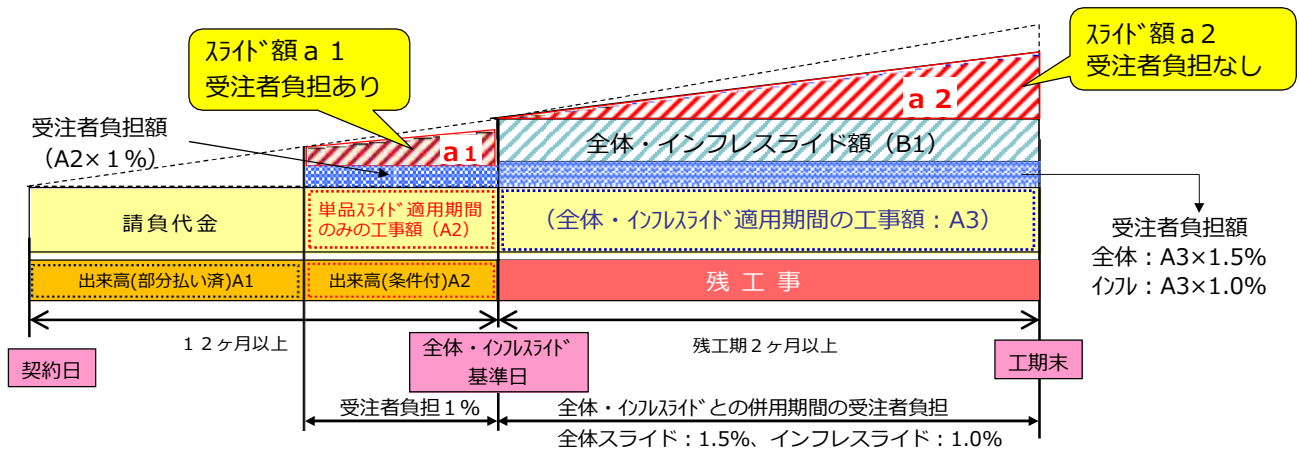 ｽﾗｲﾄﾞ額ａ１
受注者負担あり
ｽﾗｲﾄﾞ額ａ２
受注者負担なし
受注者負担額
（A2×１%）
ａ１
ａ２
全体・インフレスライド額（B1）
請負代金
単品ｽﾗｲﾄﾞ適用期間
のみの工事額（A2）
（全体・ｲﾝﾌﾚｽﾗｲﾄﾞ適用期間の工事額：A3）
受注者負担額
全体：A3×1.5%
ｲﾝﾌﾚ：A3×1.0%
出来高(部分払い済)A1
出来高(条件付)A2
残工事
１２ヶ月以上
残工期２ヶ月以上
契約日
全体・ｲﾝﾌﾚｽﾗｲﾄﾞ
基準日
工期末
受注者負担１%
全体・ｲﾝﾌﾚｽﾗｲﾄﾞとの併用期間の受注者負担
全体スライド：1.5%、インフレスライド：1.0%